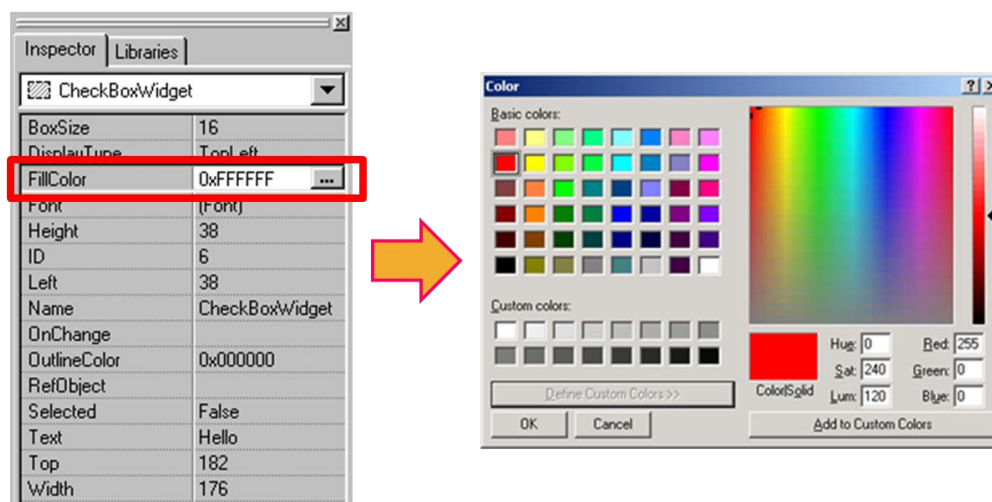 Inspector Libraries
CheckBoxWidget
BoxSize 16
DisplayType TopLeft
FillColor 0xFFFFFF ...
Font (Font)
Height 38
ID 6
Left 38
Name CheckBoxWidget
OnChange
OutlineColor 0x000000
RefObject
Selected False
Text Hello
Top 182
Width 176
Color
Basic colors:
Custom colors:
Define Custom Colors >>
OK Cancel
Hue: 0 Red: 255
Sat: 240 Green: 0
Color|Solid Lum: 120 Blue: 0
Add to Custom Colors